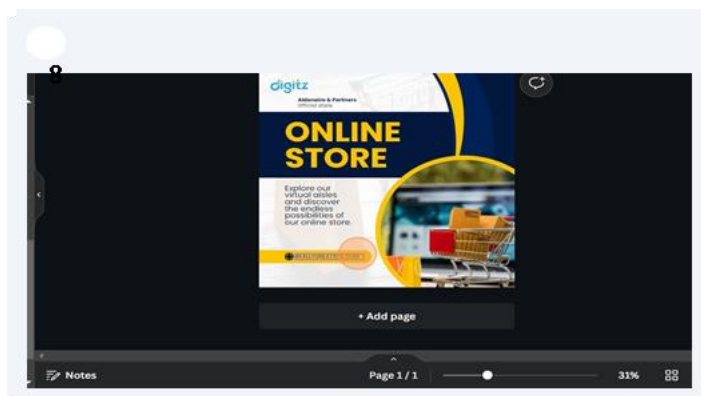 8
digitz
Aldenaire & Partners
Official store
ONLINE
STORE
Explore our
virtual aisles
and discover
the endless
possibilities of
our online store.
+ Add page
Notes
Page 1 / 1
31%